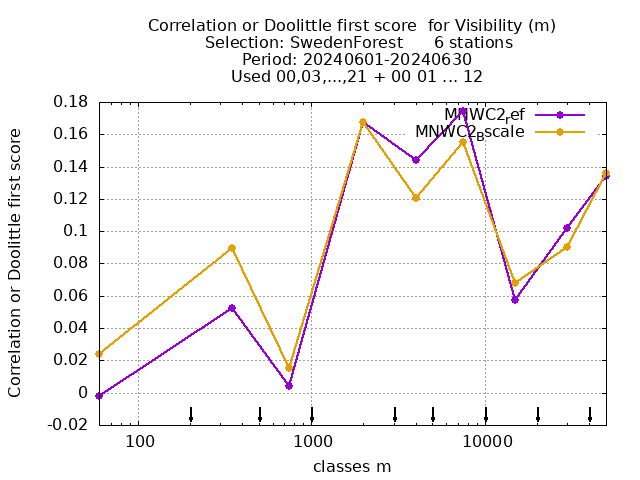 Correlation or Doolittle first score  for Visibility (m)
Selection: SwedenForest      6 stations
Period: 20240601-20240630
Used 00,03,...,21 + 00 01 ... 12
MNWC2ref
MNWC2Bscale
Correlation or Doolittle first score
0.18
0.16
0.14
0.12
0.1
0.08
0.06
0.04
0.02
0
-0.02
100 1000 10000
classes m